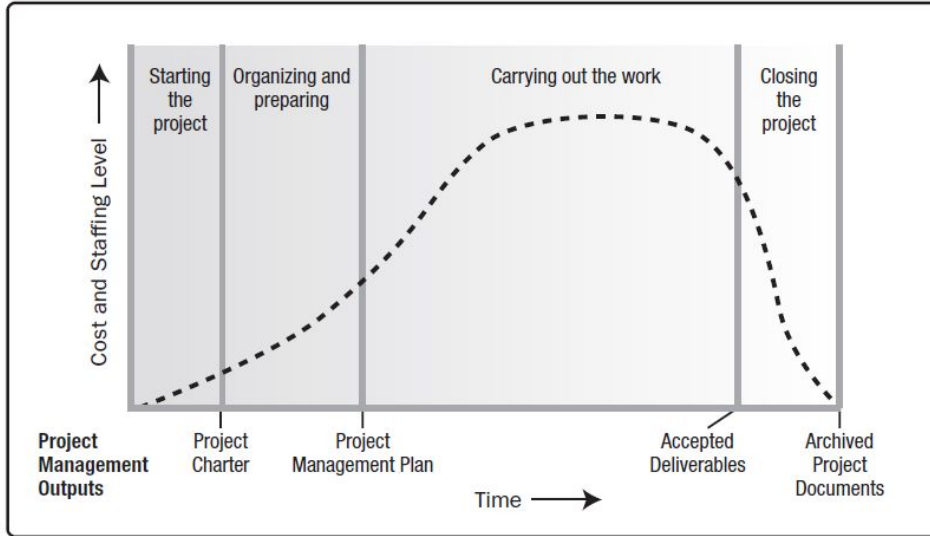 Cost and Staffing Level
Starting
the
project
Organizing and
preparing
Carrying out the work
Closing
the
project
Project
Management
Outputs
Project
Charter
Project
Management Plan
Accepted
Deliverables
Archived
Project
Documents
Time